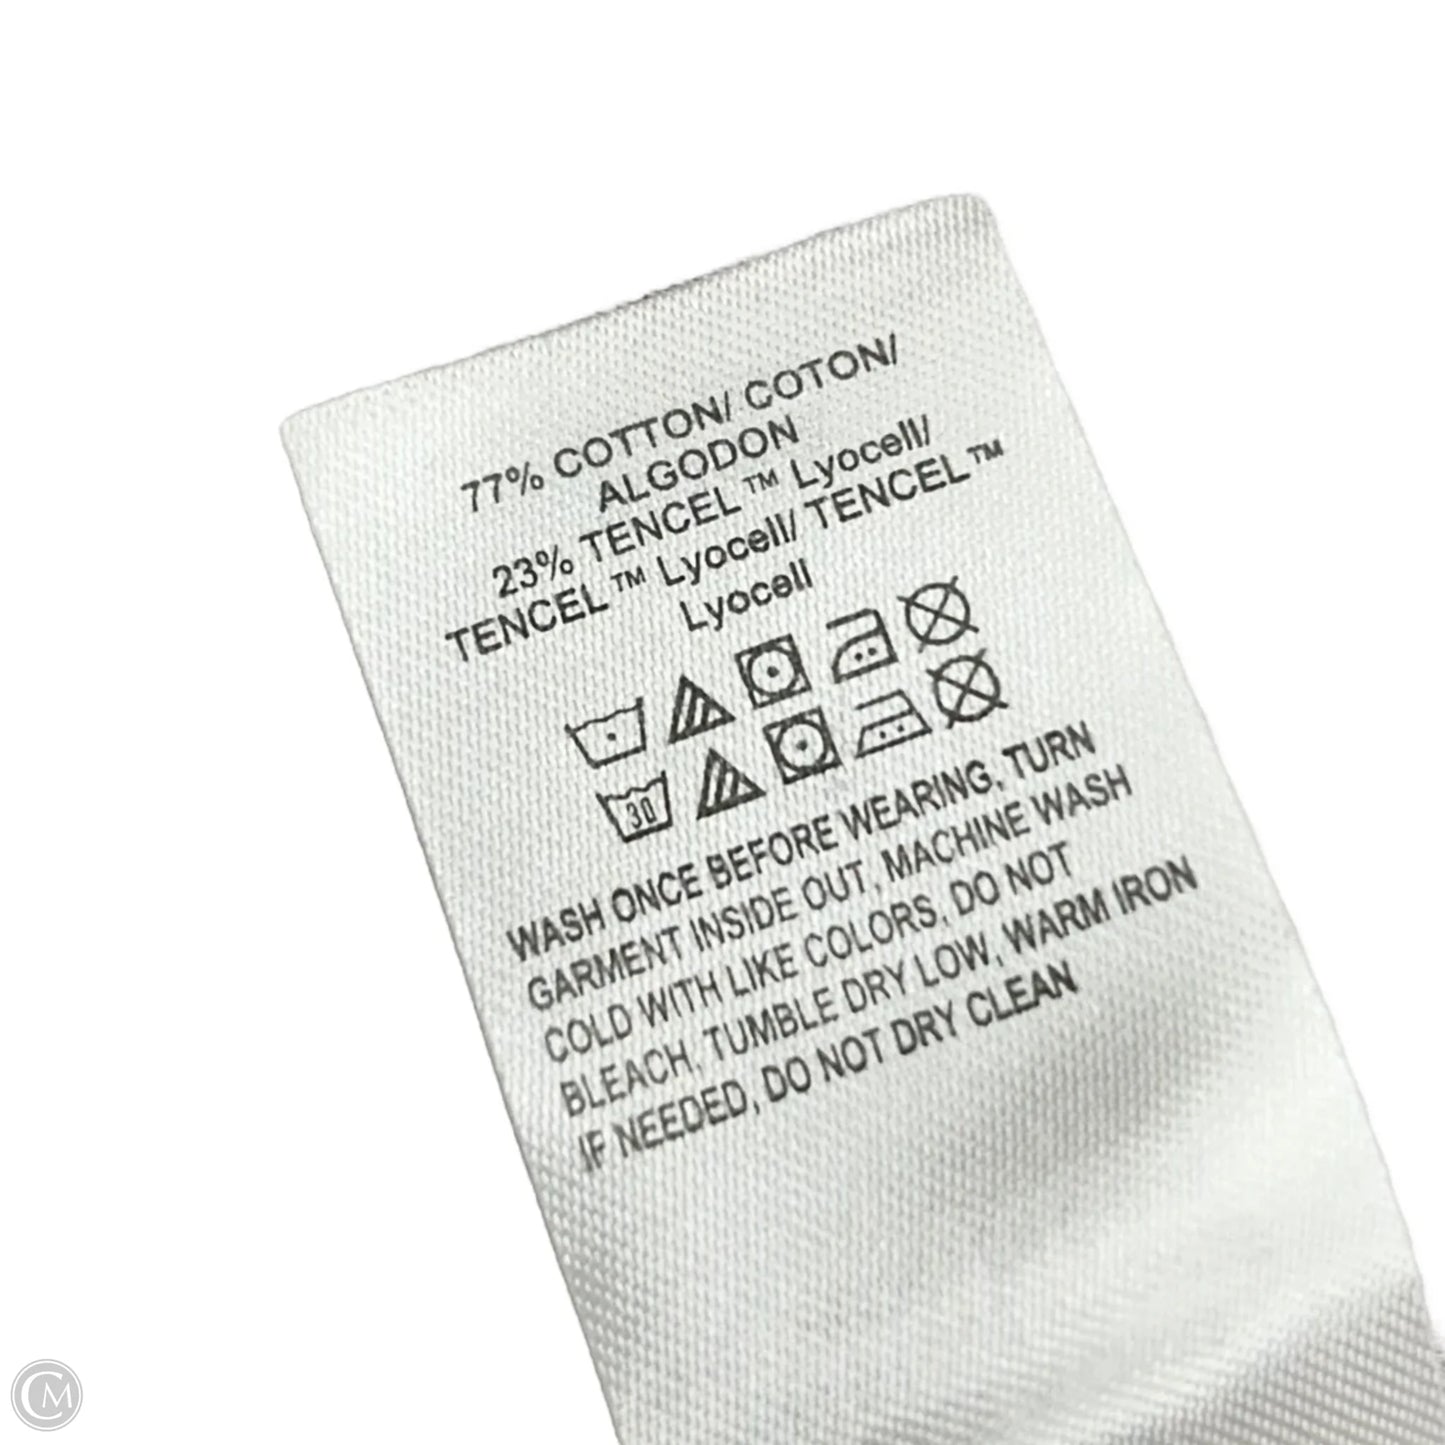 77% COTTON/ COTON/
ALGODON
23% TENCEL™ Lyocell/
TENCEL™ Lyocell/ TENCEL™
Lyocell
30
WASH ONCE BEFORE WEARING, TURN
GARMENT INSIDE OUT, MACHINE WASH
COLD WITH LIKE COLORS, DO NOT
BLEACH, TUMBLE DRY LOW, WARM IRON
IF NEEDED, DO NOT DRY CLEAN
CM